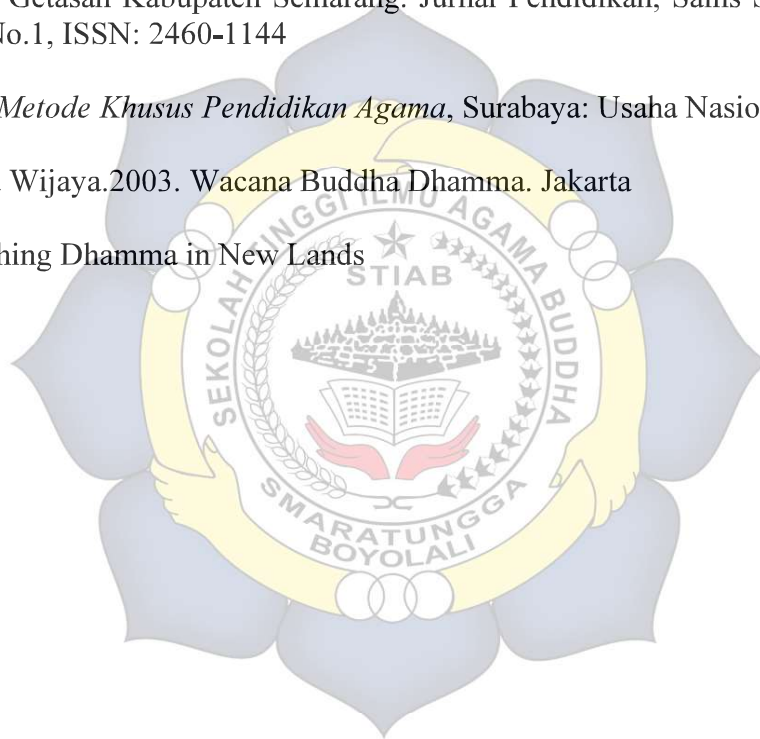 Getasan Kabupaten Semarang. Jurnal Pendidikan, Sains S
No.1, ISSN: 2460-1144
Metode Khusus Pendidikan Agama, Surabaya: Usaha Nasio
Wijaya.2003. Wacana Buddha Dhamma. Jakarta
hing Dhamma in New Lands
SEKOLAH TINGGI ILMU AGAMA BUDDHA
STIAB
SMARATUNGGA
BOYOLALI